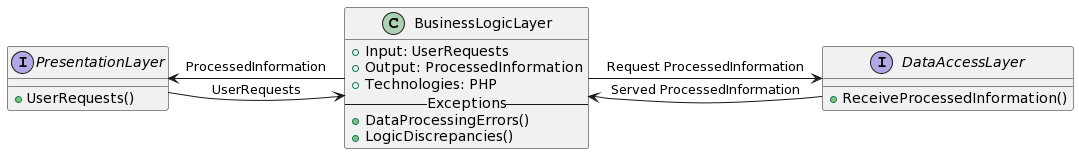 I PresentationLayer
UserRequests()
ProcessedInformation
UserRequests
C BusinessLogicLayer
Input: UserRequests
Output: ProcessedInformation
Technologies: PHP
Exceptions
DataProcessingErrors()
LogicDiscrepancies()
Request ProcessedInformation
Served ProcessedInformation
I DataAccessLayer
ReceiveProcessedInformation()